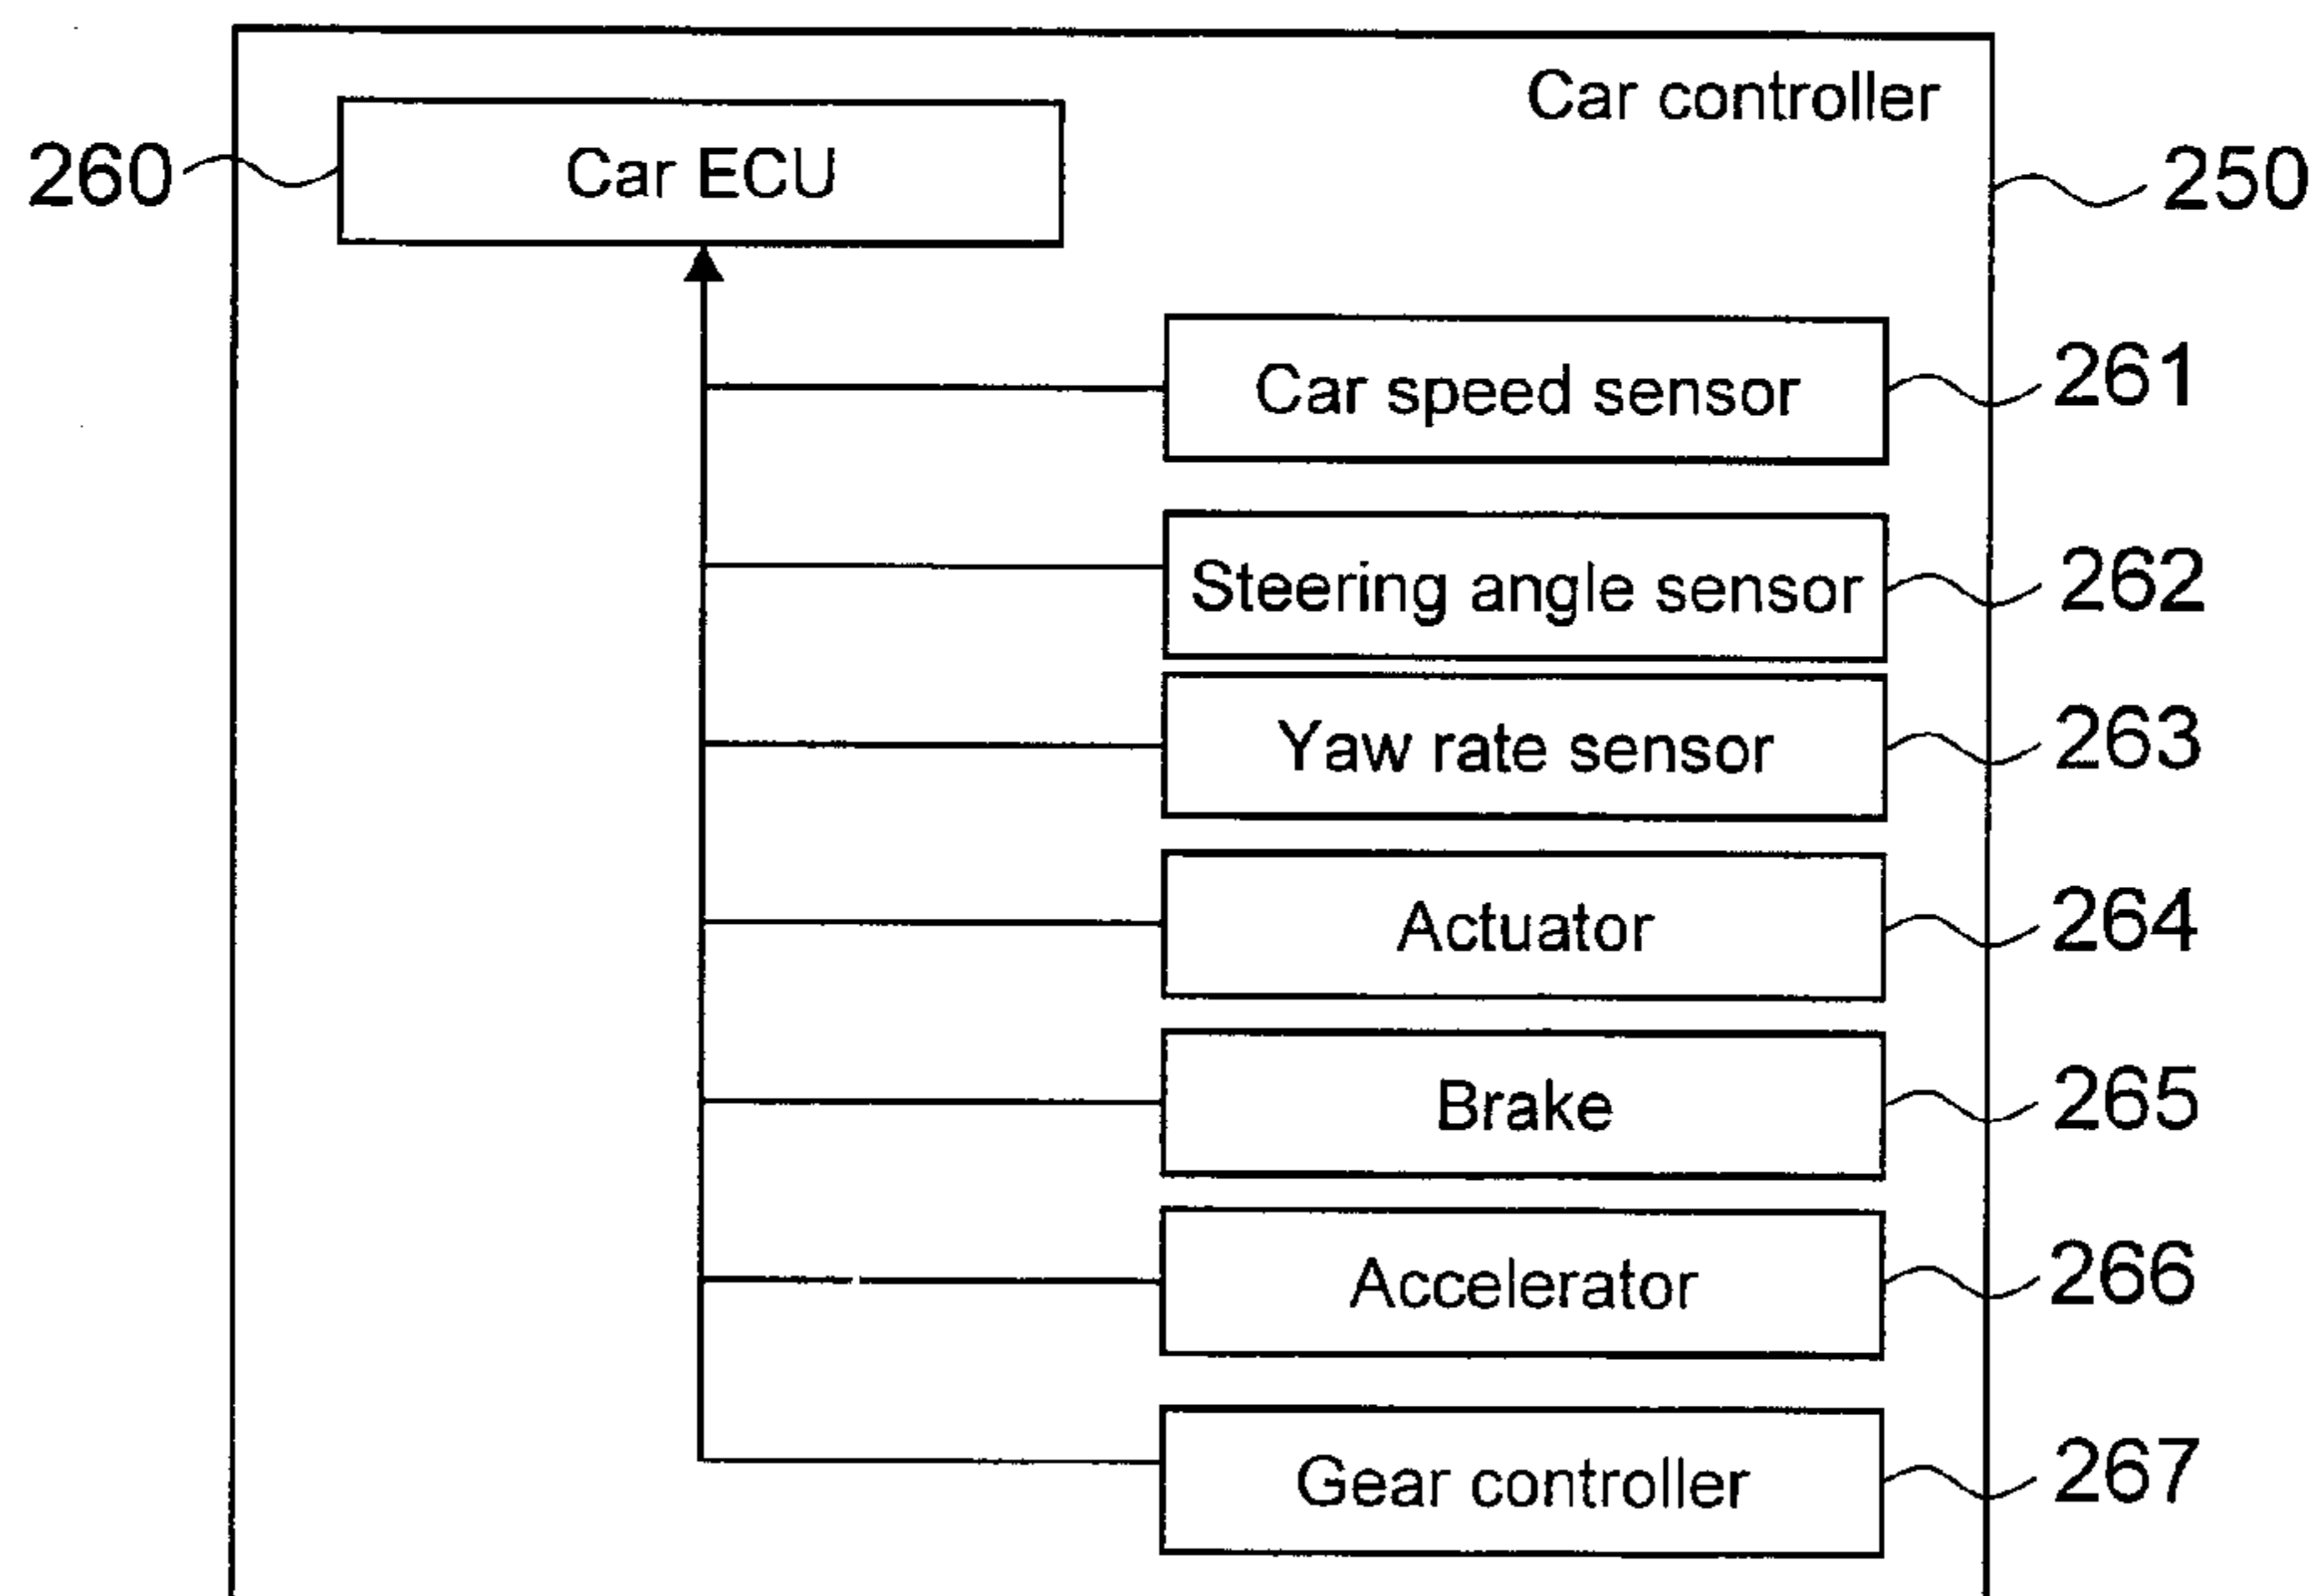 Car controller
260
Car ECU
250
Car speed sensor
261
Steering angle sensor
262
Yaw rate sensor
263
Actuator
264
Brake
265
Accelerator
266
Gear controller
267